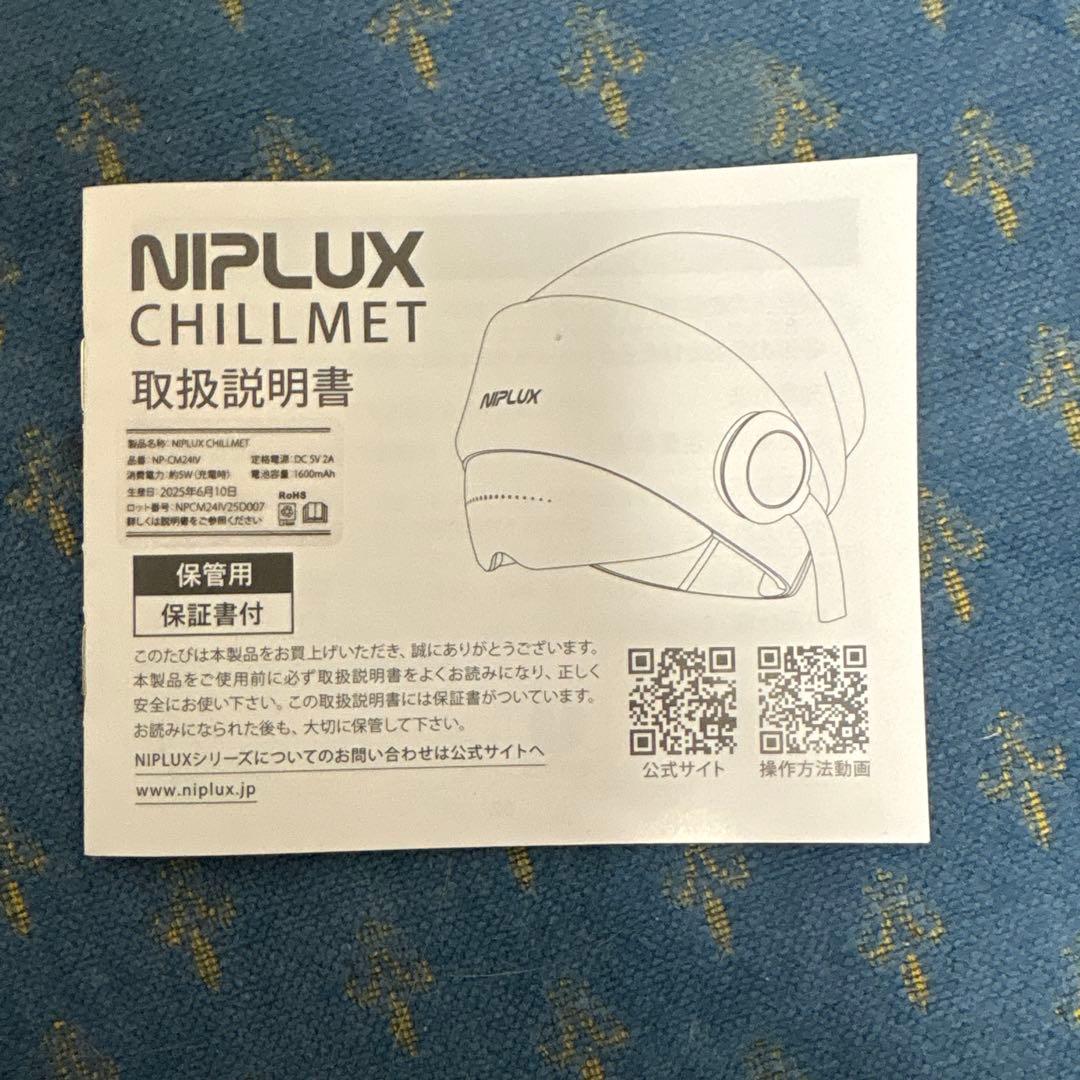 NIPLUX
CHILLMET
取扱説明書
製品名称：NIPLUX CHILLMET
品番：NP-CM24IV 定格電源：DC 5V 2A
消費電力：約5W（充電時） 電池容量：1600mAh
生産日：2025年6月10日
ロット番号：NPCM24IV25D007
詳しくは説明書をご参照ください
RoHS
保管用
保証書付
NIPLUX
このたびは本製品をお買上げいただき、誠にありがとうございます。
本製品をご使用前に必ず取扱説明書をよくお読みになり、正しく
安全にお使い下さい。この取扱説明書には保証書がついています。
お読みになられた後も、大切に保管して下さい。
NIPLUXシリーズについてのお問い合わせは公式サイトへ
www.niplux.jp
公式サイト
操作方法動画